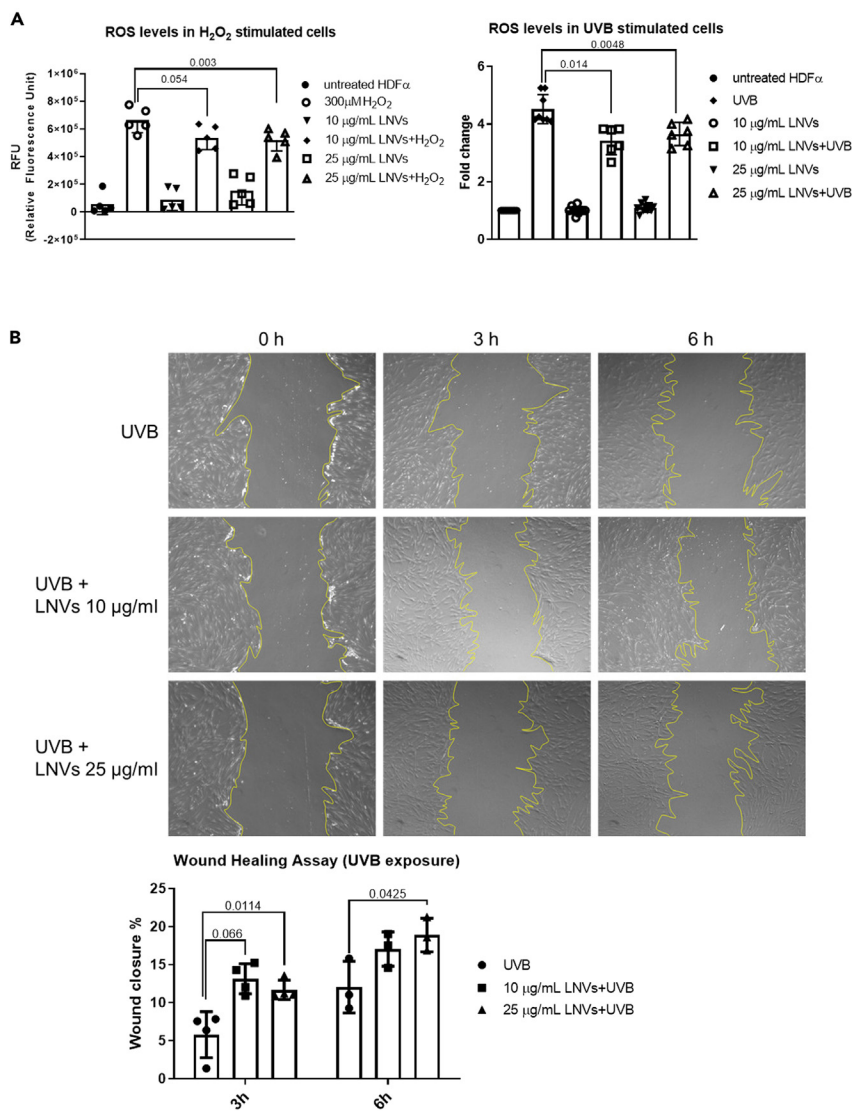 A
ROS levels in H₂O₂ stimulated cells
RFU
(Relative Fluorescence Unit)
1×10⁶
8×10⁵
6×10⁵
4×10⁵
2×10⁵
0
-2×10⁵
0.003
0.054
untreated HDFα
300μM H₂O₂
10 μg/mL LNVs
10 μg/mL LNVs+H₂O₂
25 μg/mL LNVs
25 μg/mL LNVs+H₂O₂
ROS levels in UVB stimulated cells
Fold change
6
4
2
0
0.0048
0.014
untreated HDFα
UVB
10 μg/mL LNVs
10 μg/mL LNVs+UVB
25 μg/mL LNVs
25 μg/mL LNVs+UVB
B
0 h
3h
6h
UVB
UVB +
LNVs 10 μg/ml
UVB +
LNVs 25 μg/ml
Wound Healing Assay (UVB exposure)
Wound closure %
25
20
15
10
5
0
0.0114
0.066
0.0425
3h
6h
UVB
10 μg/mL LNVs+UVB
25 μg/mL LNVs+UVB